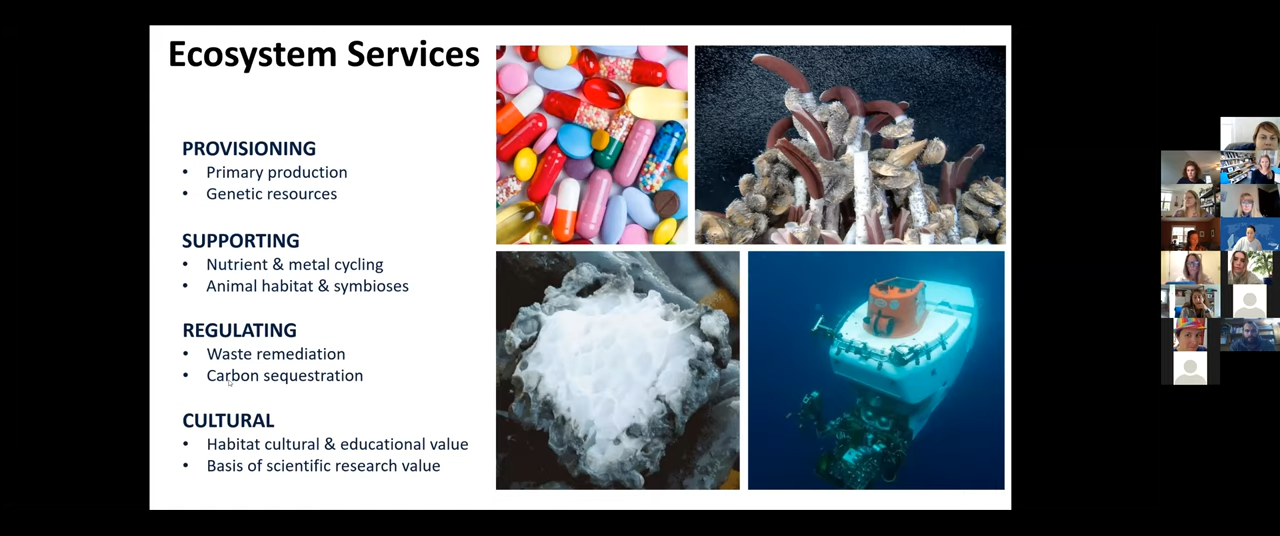 Ecosystem Services
PROVISIONING
• Primary production
• Genetic resources
SUPPORTING
• Nutrient & metal cycling
• Animal habitat & symbioses
REGULATING
• Waste remediation
• Carbon sequestration
CULTURAL
• Habitat cultural & educational value
• Basis of scientific research value